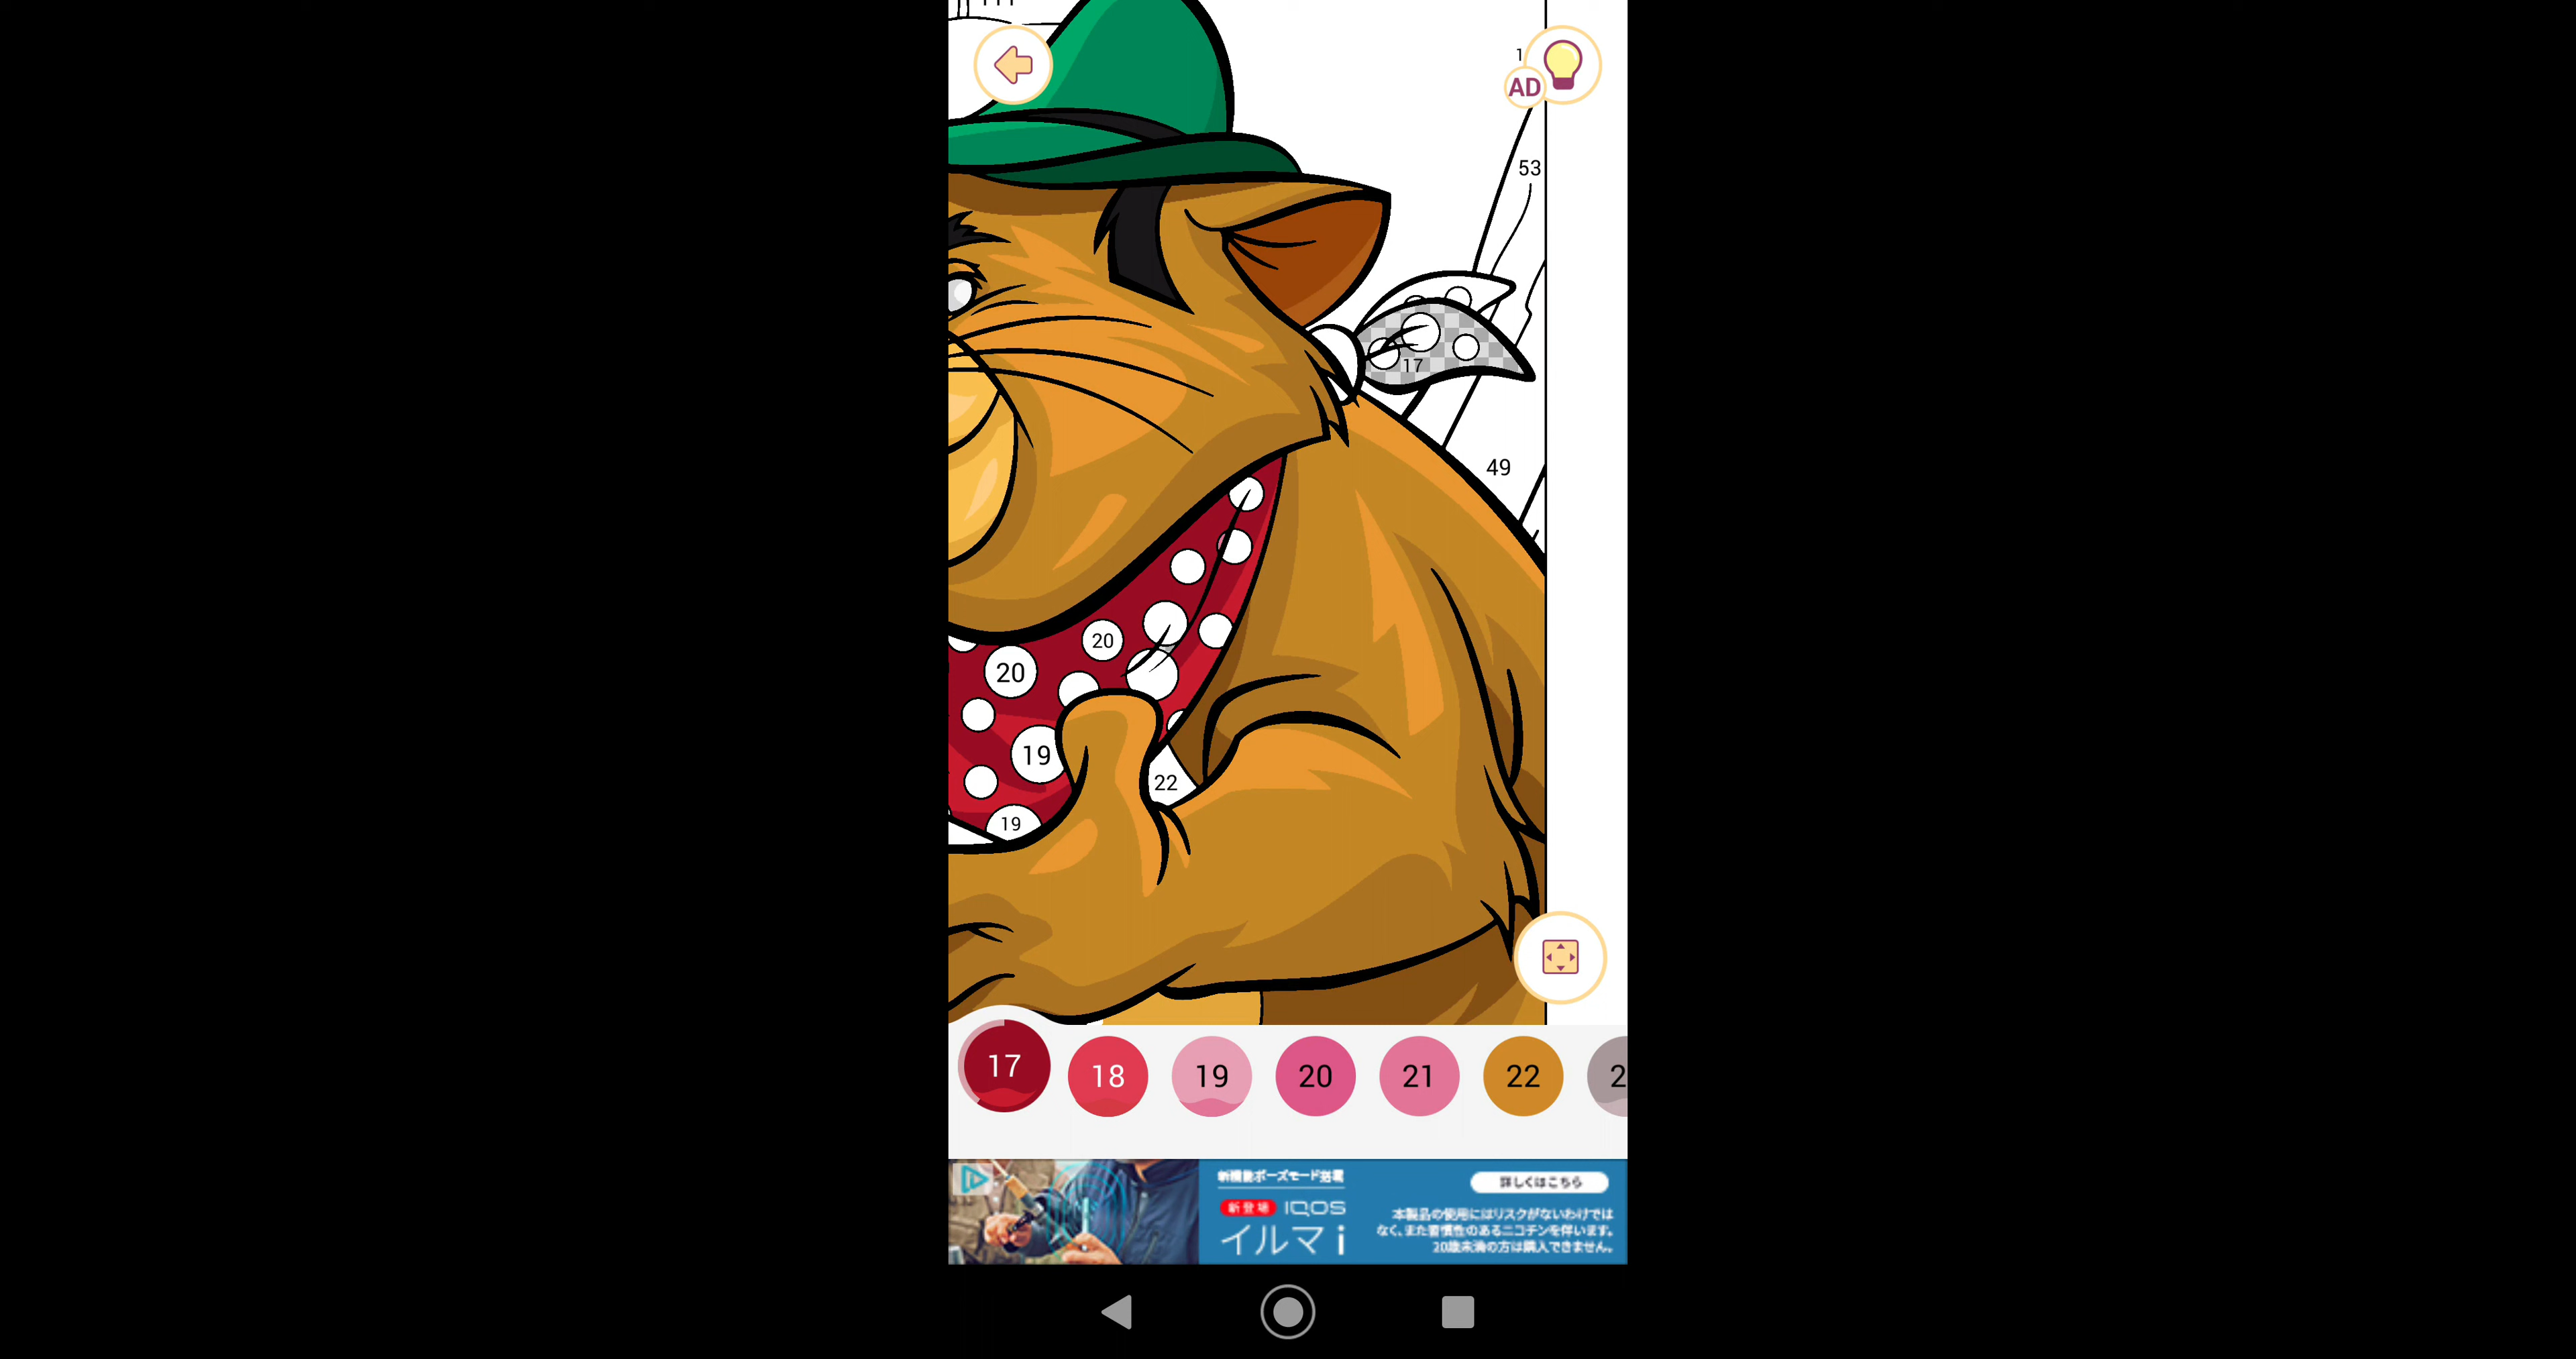 1
AD
53
17
49
20
20
19
22
19
17
18
19
20
21
22
2
新機能ポーズモード搭載
詳しくはこちら
新登場 IQOS
イルマ i
本製品の使用にはリスクがないわけでは
なく、また習慣性のあるニコチンを伴います。
20歳未満の方は購入できません。